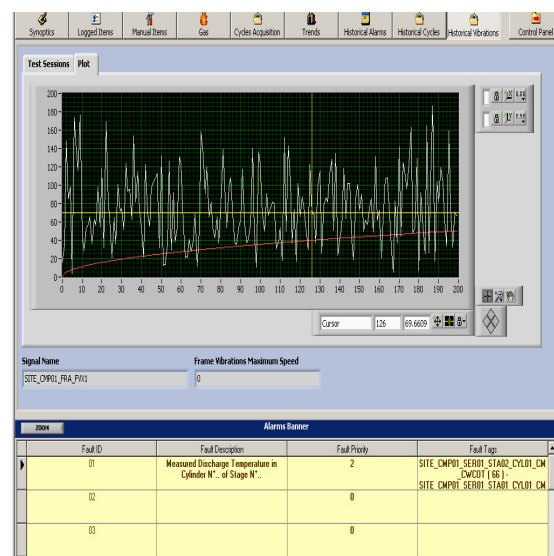 Synoptics Logged Items Manual Items Gas Cycles Acquisition Trends Historical Alarms Historical Cycles Historical Vibrations Control Panel
Test Sessions Plot
200
180
160
140
120
100
80
60
40
20
0
0 10 20 30 40 50 60 70 80 90 100 110 120 130 140 150 160 170 180 190 200
Cursor 126 69.6609
Signal Name Frame Vibrations Maximum Speed
SITE_CMP01_FRA_FVX1 0
ZOOM Alarms Banner
Fault ID Fault Description Fault Priority Fault Tags
01 Measured Discharge Temperature in 2 SITE_CMP01_SER01_STA02_CYL01_CM
Cylinder N°.. of Stage N°.. _CWCOT ( 66 ) -
SITE_CMP01_SER01_STA01_CYL01_CM
02 0
03 0